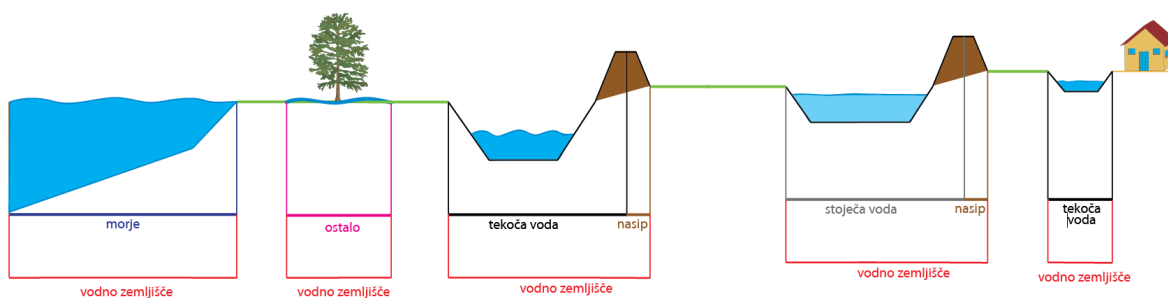 morje
ostalo
tekoča voda
nasip
stoječa voda
nasip
tekoča
voda
vodno zemljišče
vodno zemljišče
vodno zemljišče
vodno zemljišče
vodno zemljišče